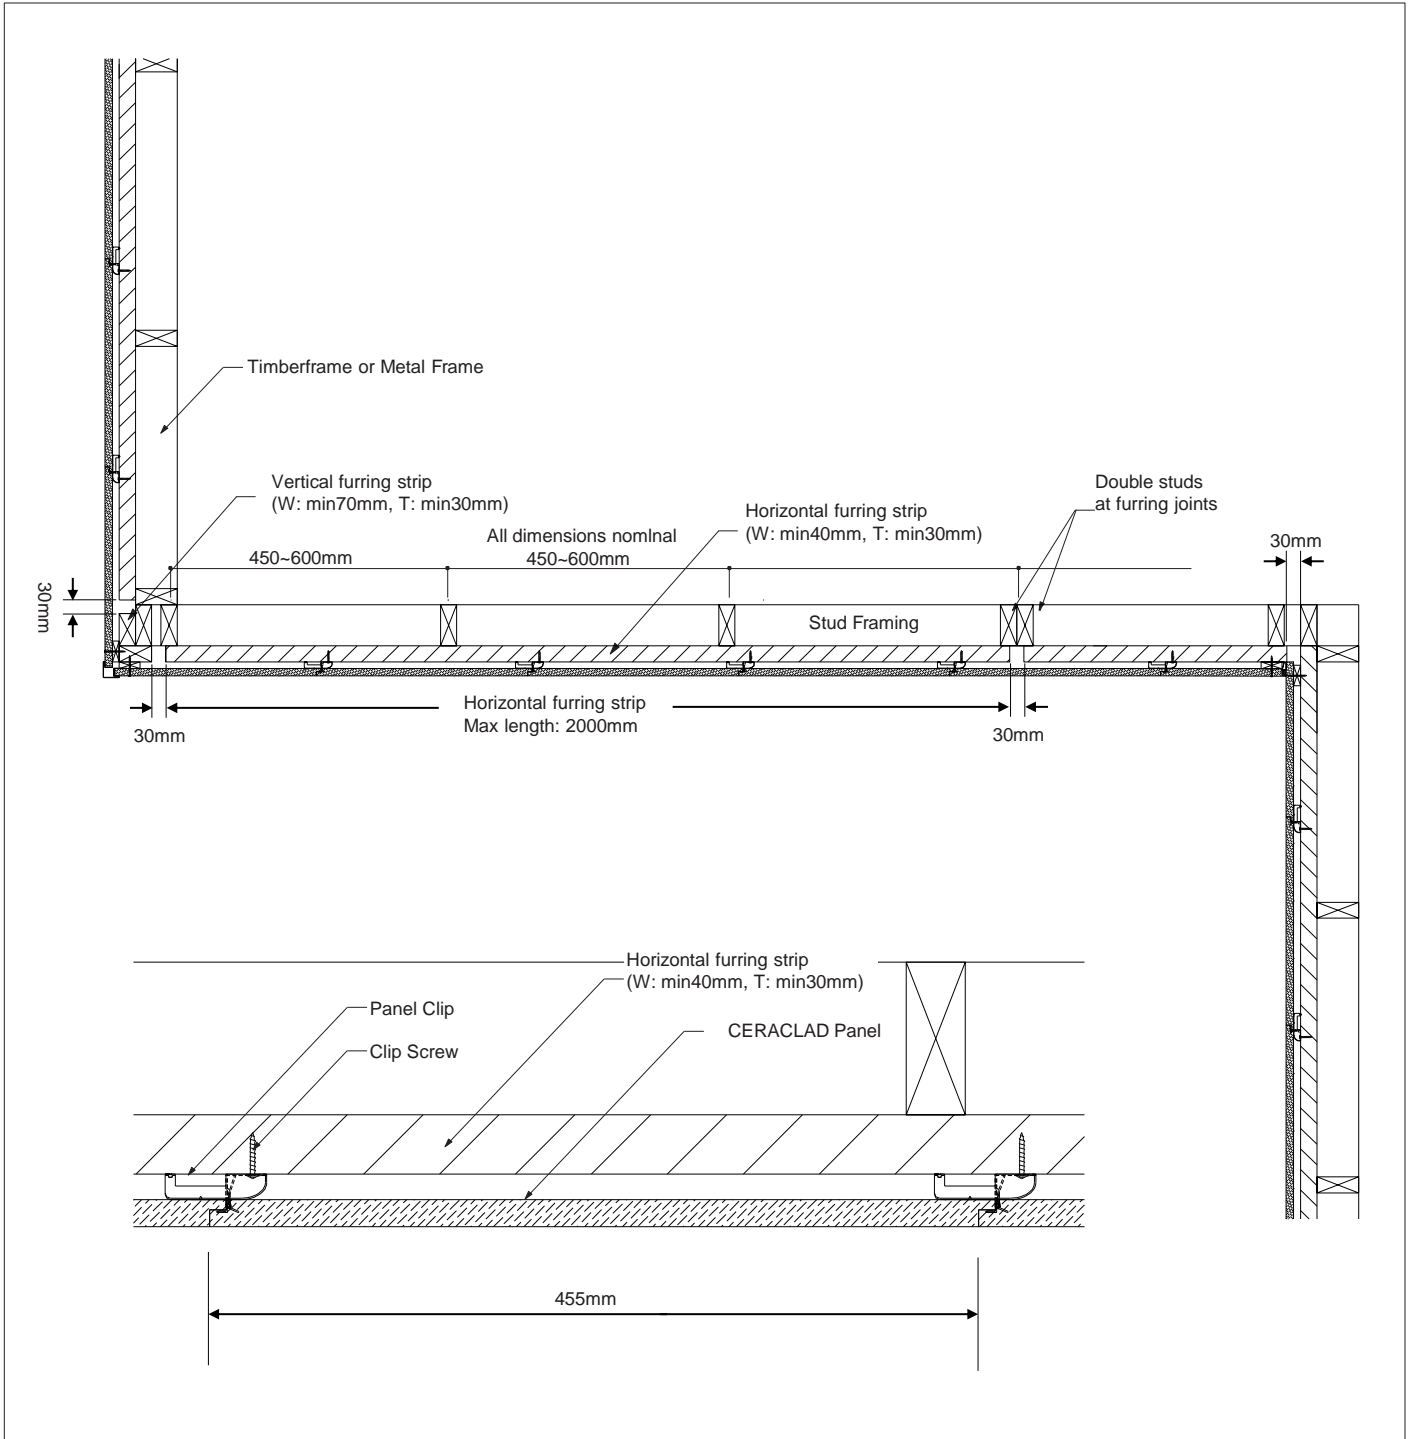 Timberframe or Metal Frame
Vertical furring strip
(W: min70mm, T: min30mm)
Double studs
at furring joints
Horizontal furring strip
(W: min40mm, T: min30mm)
All dimensions nomlnal
450~600mm
450~600mm
30mm
30mm
Stud Framing
Horizontal furring strip
Max length: 2000mm
30mm
30mm
Horizontal furring strip
(W: min40mm, T: min30mm)
Panel Clip
CERACLAD Panel
Clip Screw
455mm